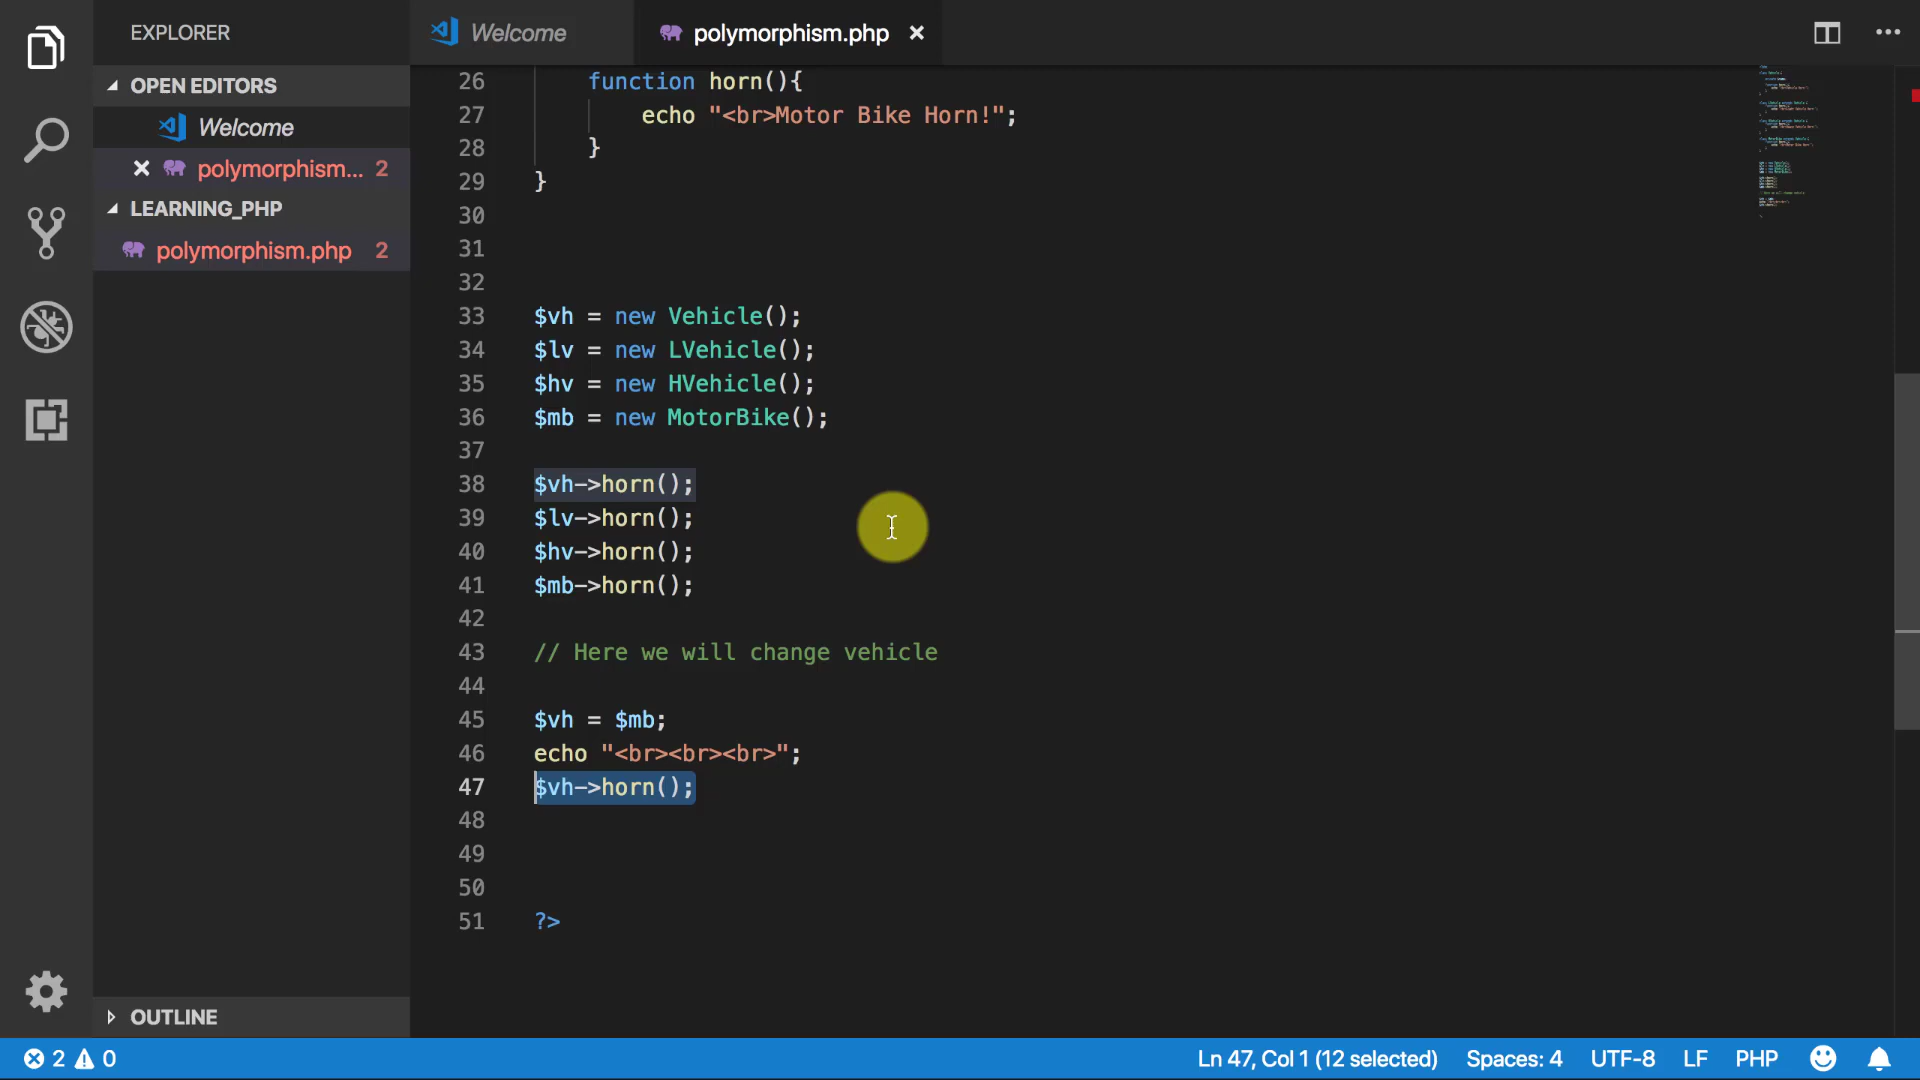 EXPLORER
Welcome
polymorphism.php
OPEN EDITORS
Welcome
polymorphism... 2
LEARNING_PHP
polymorphism.php 2
OUTLINE
26 function horn(){
27 echo "<br>Motor Bike Horn!";
28 }
29 }
30
31
32
33 $vh = new Vehicle();
34 $lv = new LVehicle();
35 $hv = new HVehicle();
36 $mb = new MotorBike();
37
38 $vh->horn();
39 $lv->horn();
40 $hv->horn();
41 $mb->horn();
42
43 // Here we will change vehicle
44
45 $vh = $mb;
46 echo "<br><br><br>";
47 $vh->horn();
48
49
50
51 ?>
2 0 Ln 47, Col 1 (12 selected) Spaces: 4 UTF-8 LF PHP